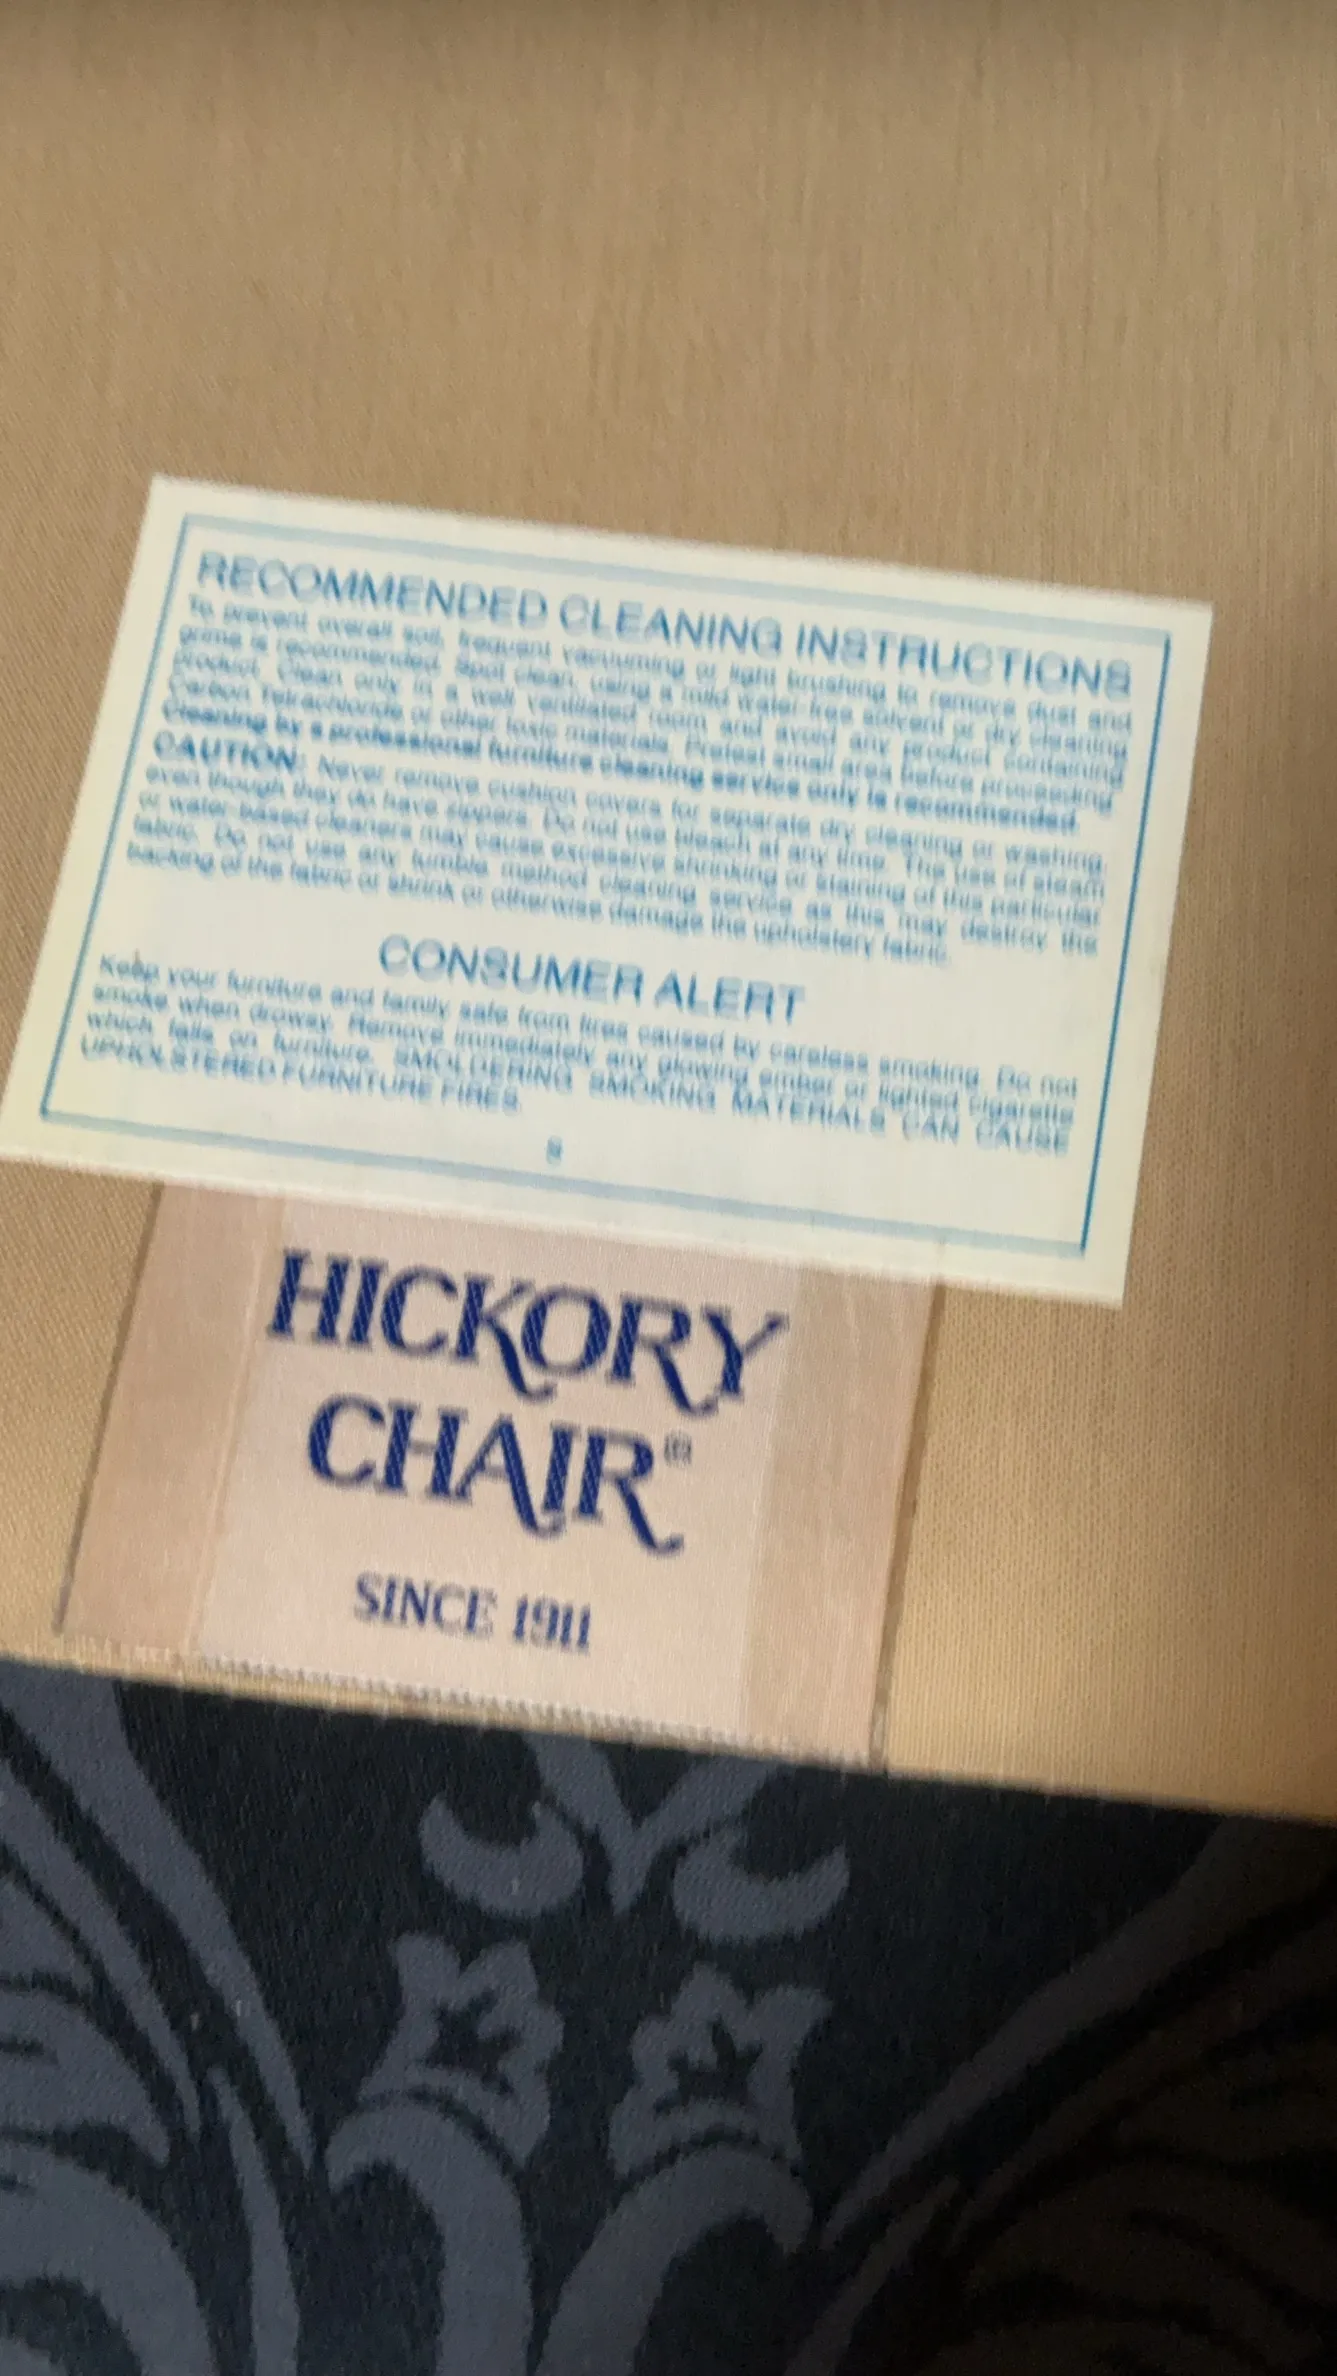 RECOMMENDED CLEANING INSTRUCTIONS
To prevent overall soil, frequent vacuuming or light brushing to remove dust and
grime is recommended. Spot clean, using a mild water-free solvent or dry cleaning
product. Clean only in a well ventilated room and avoid any product containing
Carbon Tetrachloride or other toxic materials. Pretest small area before proceeding.
Cleaning by a professional furniture cleaning service only is recommended.
CAUTION: Never remove cushion covers for separate dry cleaning or washing,
even though they do have zippers. Do not use bleach at any time. The use of steam
or water-based cleaners may cause excessive shrinking or staining of this particular
fabric. Do not use any tumble method cleaning service as this may destroy the
backing of the fabric or shrink or otherwise damage the upholstery fabric.
CONSUMER ALERT
Keep your furniture and family safe from fires caused by careless smoking. Do not
smoke when drowsy. Remove immediately any glowing ember or lighted cigarette
which falls on furniture. SMOLDERING SMOKING MATERIALS CAN CAUSE
UPHOLSTERED FURNITURE FIRES.
S
HICKORY
CHAIR®
SINCE 1911